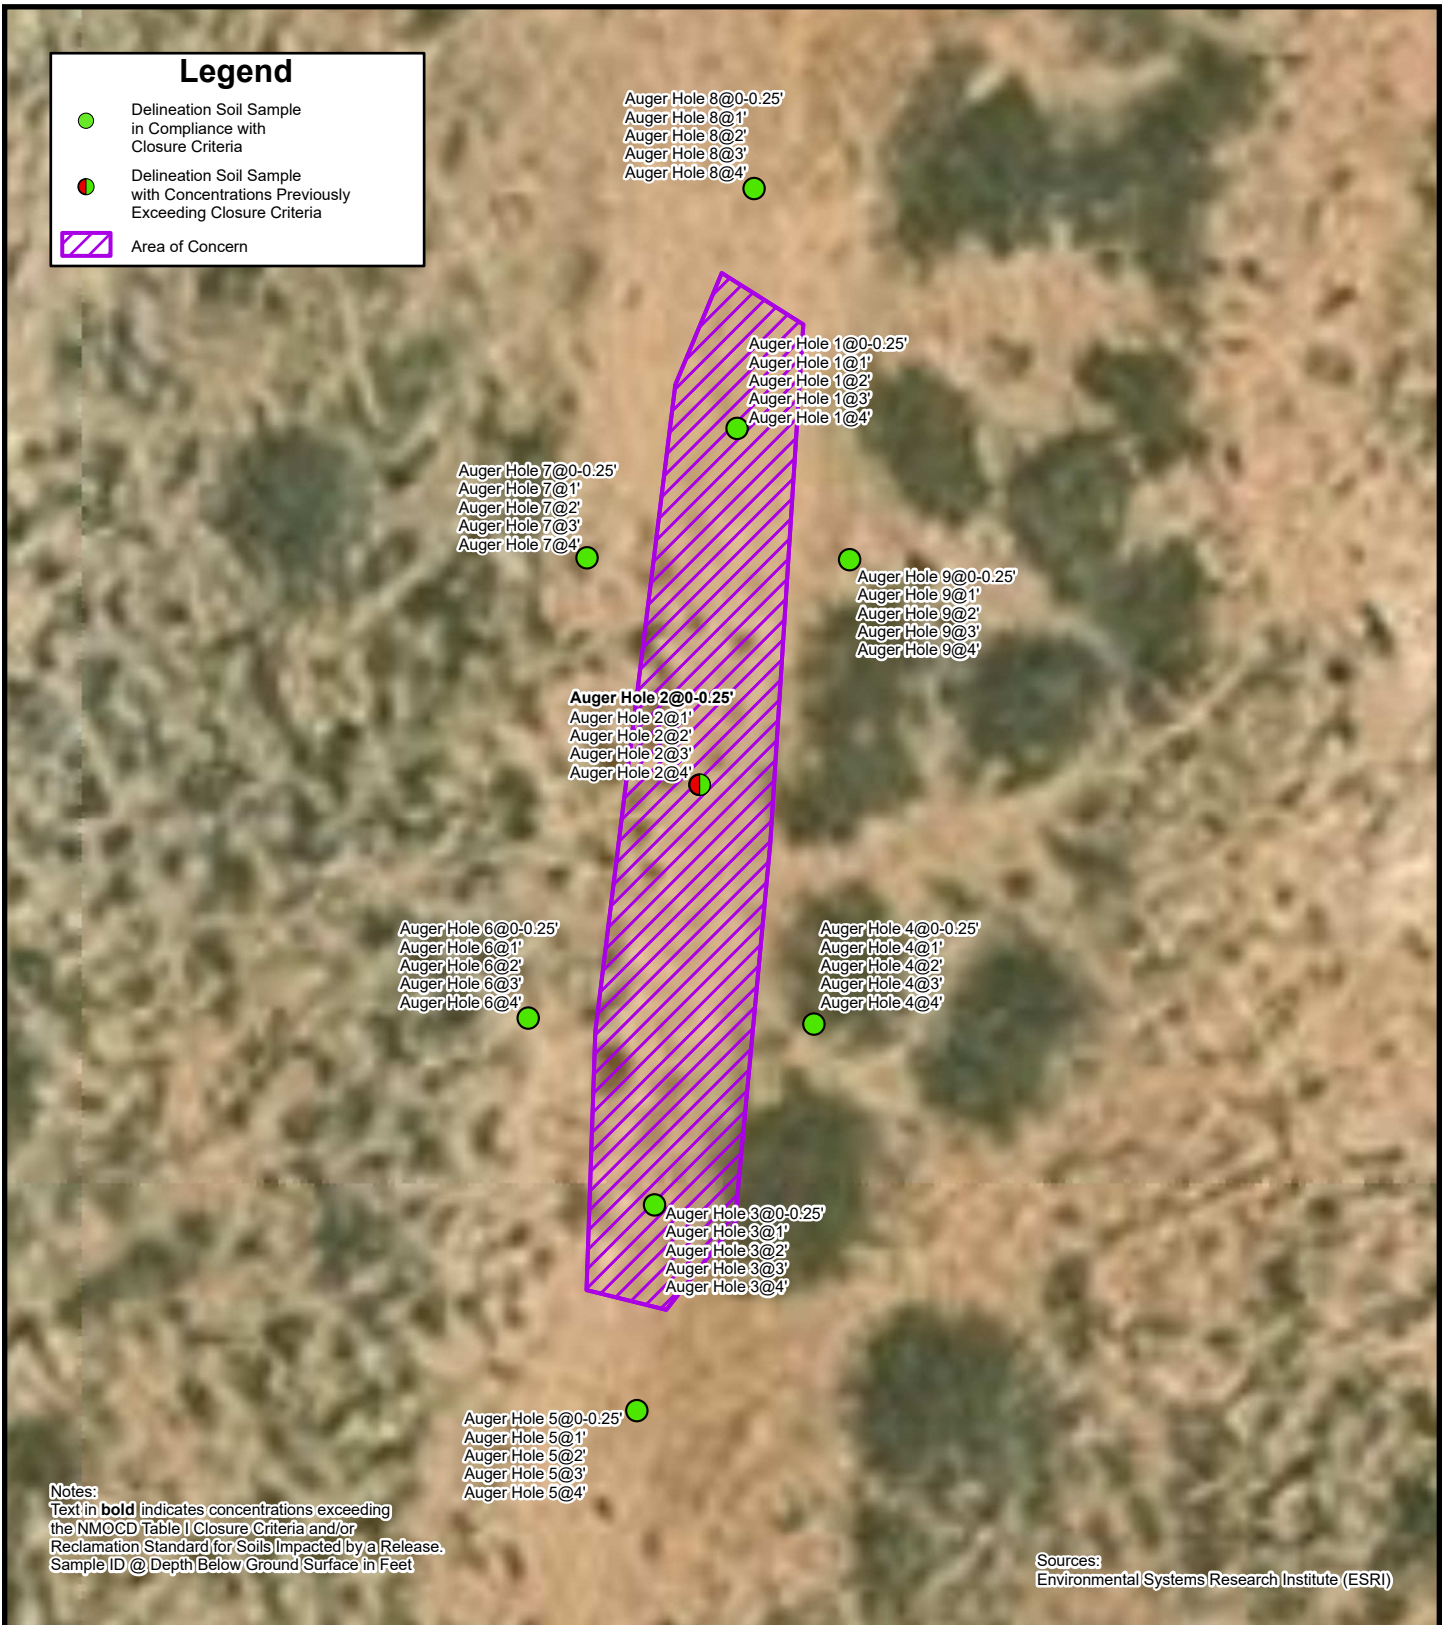 Legend
Delineation Soil Sample
in Compliance with
Closure Criteria
Delineation Soil Sample
with Concentrations Previously
Exceeding Closure Criteria
Area of Concern
Auger Hole 8@0-0.25'
Auger Hole 8@1'
Auger Hole 8@2'
Auger Hole 8@3'
Auger Hole 8@4'
Auger Hole 1@0-0.25'
Auger Hole 1@1'
Auger Hole 1@2'
Auger Hole 1@3'
Auger Hole 1@4'
Auger Hole 7@0-0.25'
Auger Hole 7@1'
Auger Hole 7@2'
Auger Hole 7@3'
Auger Hole 7@4'
Auger Hole 9@0-0.25'
Auger Hole 9@1'
Auger Hole 9@2'
Auger Hole 9@3'
Auger Hole 9@4'
Auger Hole 2@0-0.25'
Auger Hole 2@1'
Auger Hole 2@2'
Auger Hole 2@3'
Auger Hole 2@4'
Auger Hole 6@0-0.25'
Auger Hole 6@1'
Auger Hole 6@2'
Auger Hole 6@3'
Auger Hole 6@4'
Auger Hole 4@0-0.25'
Auger Hole 4@1'
Auger Hole 4@2'
Auger Hole 4@3'
Auger Hole 4@4'
Auger Hole 3@0-0.25'
Auger Hole 3@1'
Auger Hole 3@2'
Auger Hole 3@3'
Auger Hole 3@4'
Auger Hole 5@0-0.25'
Auger Hole 5@1'
Auger Hole 5@2'
Auger Hole 5@3'
Auger Hole 5@4'
Notes:
Text in bold indicates concentrations exceeding
the NMOCD Table I Closure Criteria and/or
Reclamation Standard for Soils Impacted by a Release.
Sample ID @ Depth Below Ground Surface in Feet
Sources:
Environmental Systems Research Institute (ESRI)